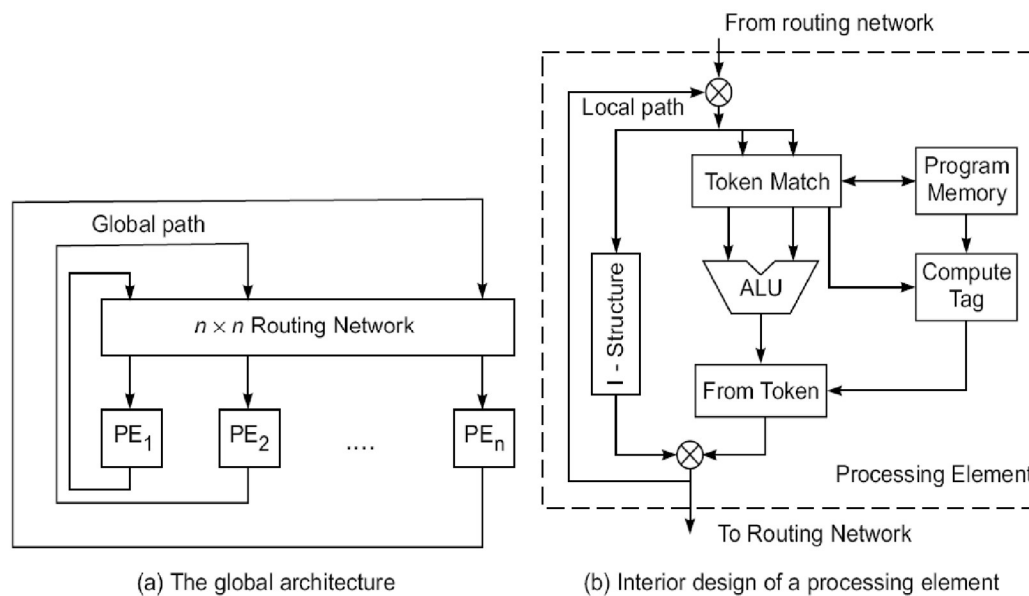 Global path
n × n Routing Network
PE1
PE2
....
PEn
(a) The global architecture
From routing network
Local path
Token Match
Program
Memory
I - Structure
ALU
Compute
Tag
From Token
Processing Element
To Routing Network
(b) Interior design of a processing element